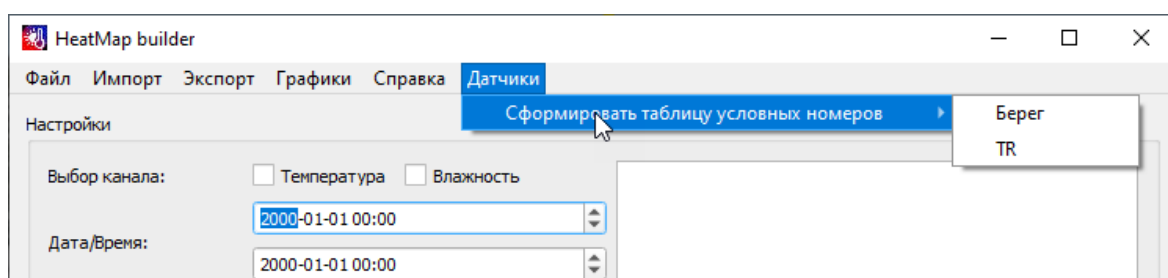 HeatMap builder
Файл Импорт Экспорт Графики Справка Датчики
Сформировать таблицу условных номеров
Берег
TR
Настройки
Выбор канала: Температура Влажность
2000-01-01 00:00
Дата/Время:
2000-01-01 00:00